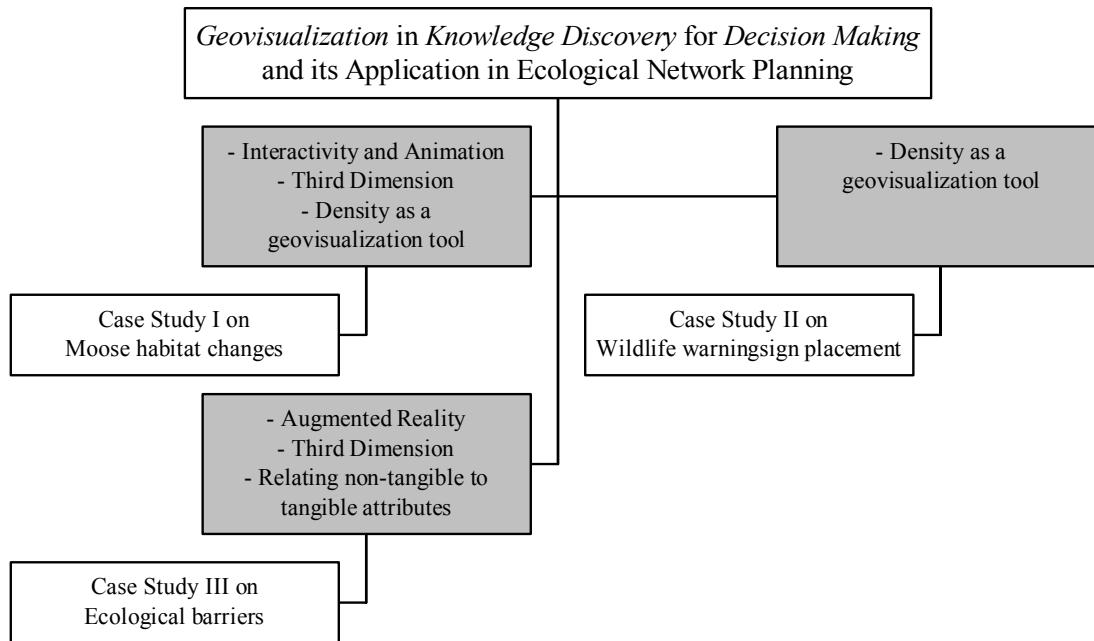 Geovisualization in Knowledge Discovery for Decision Making
and its Application in Ecological Network Planning
- Interactivity and Animation
- Third Dimension
- Density as a
geovisualization tool
- Density as a
geovisualization tool
Case Study I on
Moose habitat changes
Case Study II on
Wildlife warningsign placement
- Augmented Reality
- Third Dimension
- Relating non-tangible to
tangible attributes
Case Study III on
Ecological barriers